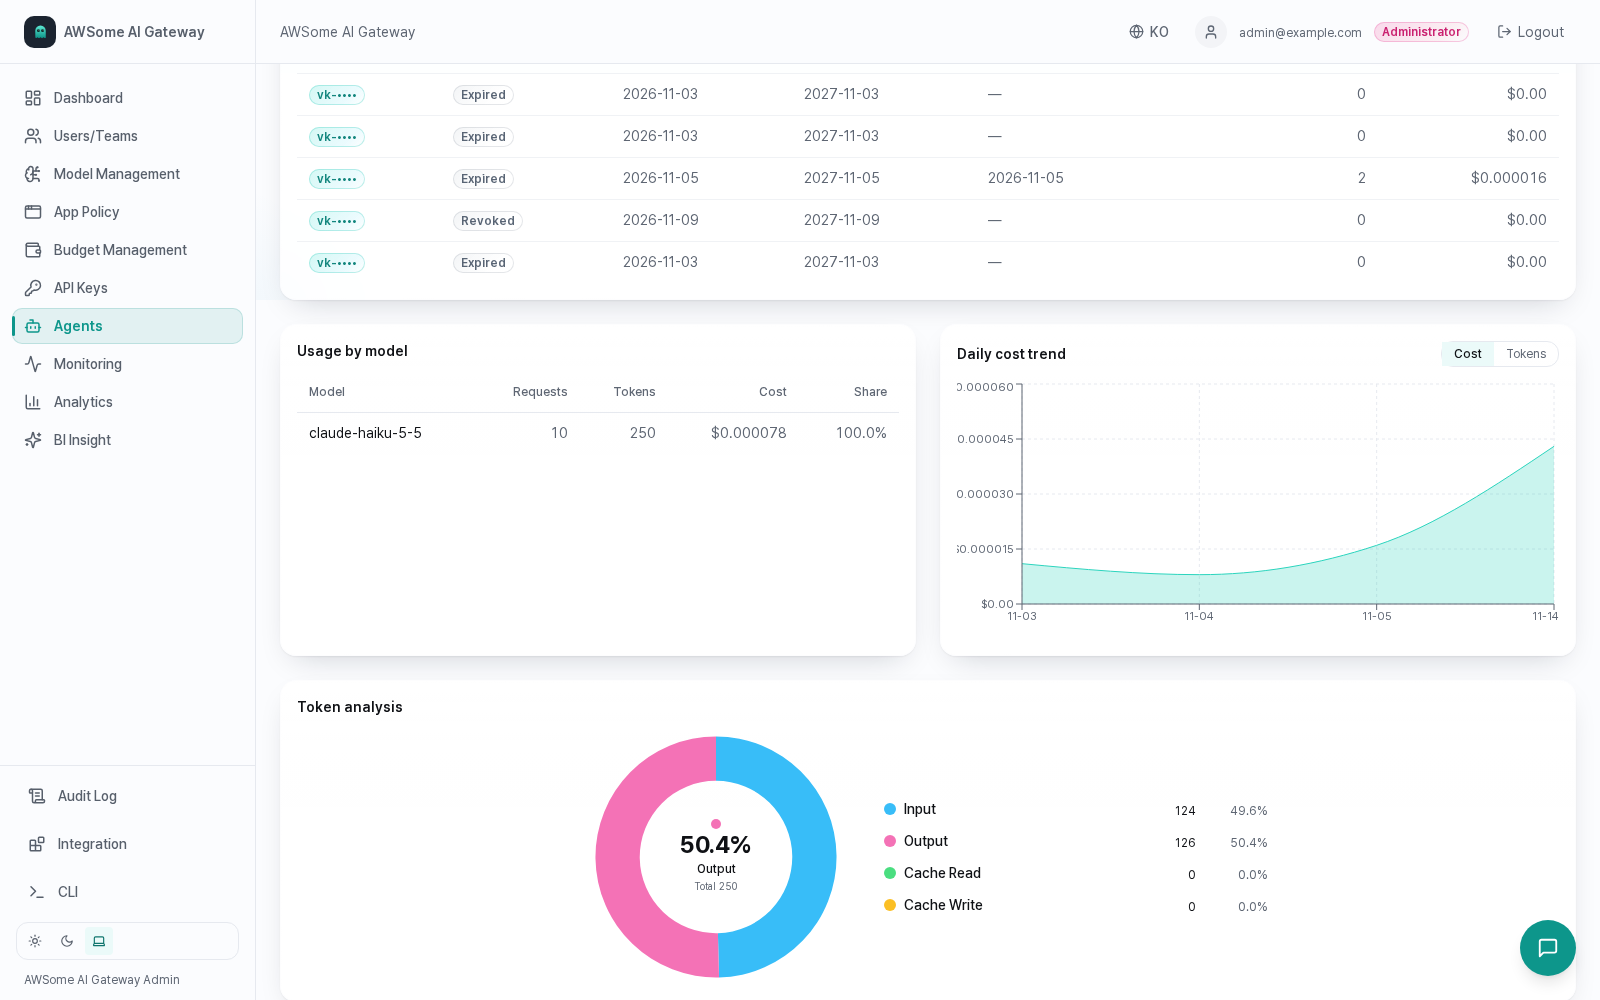 AWSome AI Gateway
AWSome AI Gateway
KO
admin@example.com
Administrator
Logout
Dashboard
Users/Teams
Model Management
App Policy
Budget Management
API Keys
Agents
Monitoring
Analytics
BI Insight
vk-•••• Expired 2026-11-03 2027-11-03 — 0 $0.00
vk-•••• Expired 2026-11-03 2027-11-03 — 0 $0.00
vk-•••• Expired 2026-11-05 2027-11-05 2026-11-05 2 $0.000016
vk-•••• Revoked 2026-11-09 2027-11-09 — 0 $0.00
vk-•••• Expired 2026-11-03 2027-11-03 — 0 $0.00
Usage by model
Model Requests Tokens Cost Share
claude-haiku-5-5 10 250 $0.000078 100.0%
Daily cost trend
Cost Tokens
0.000060
0.000045
0.000030
$0.000015
$0.00
11-03 11-04 11-05 11-14
Token analysis
50.4%
Output
Total 250
Input 124 49.6%
Output 126 50.4%
Cache Read 0 0.0%
Cache Write 0 0.0%
Audit Log
Integration
CLI
AWSome AI Gateway Admin